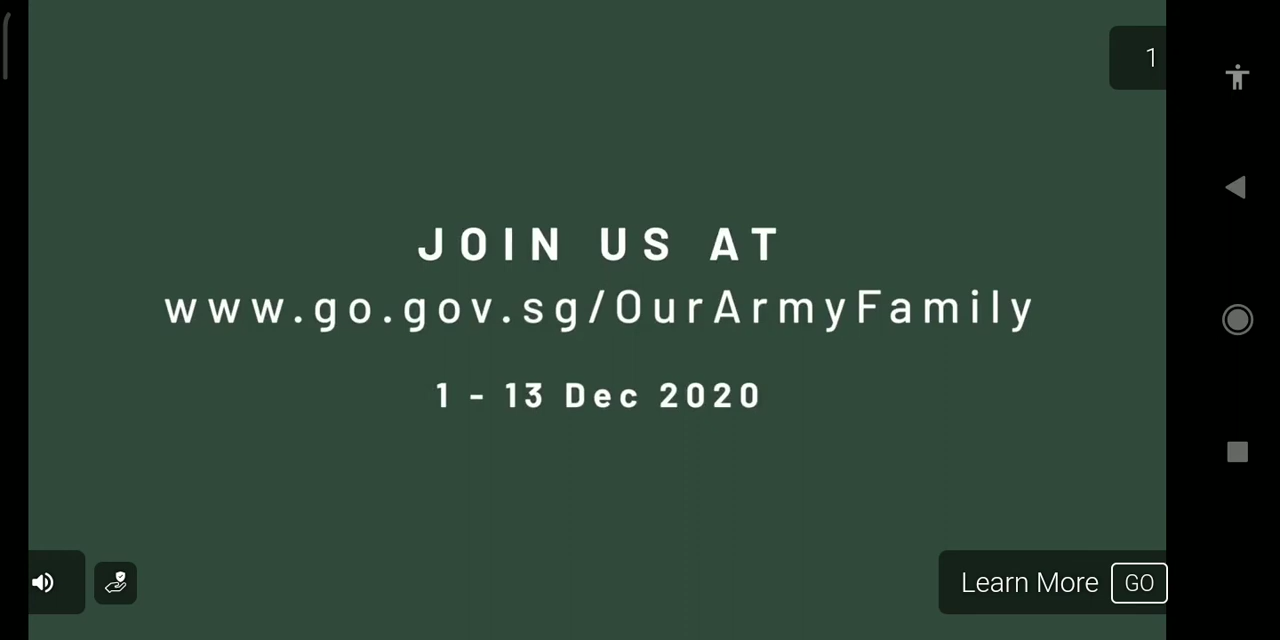 1
JOIN US AT
www.go.gov.sg/OurArmyFamily
1 - 13 Dec 2020
Learn More GO